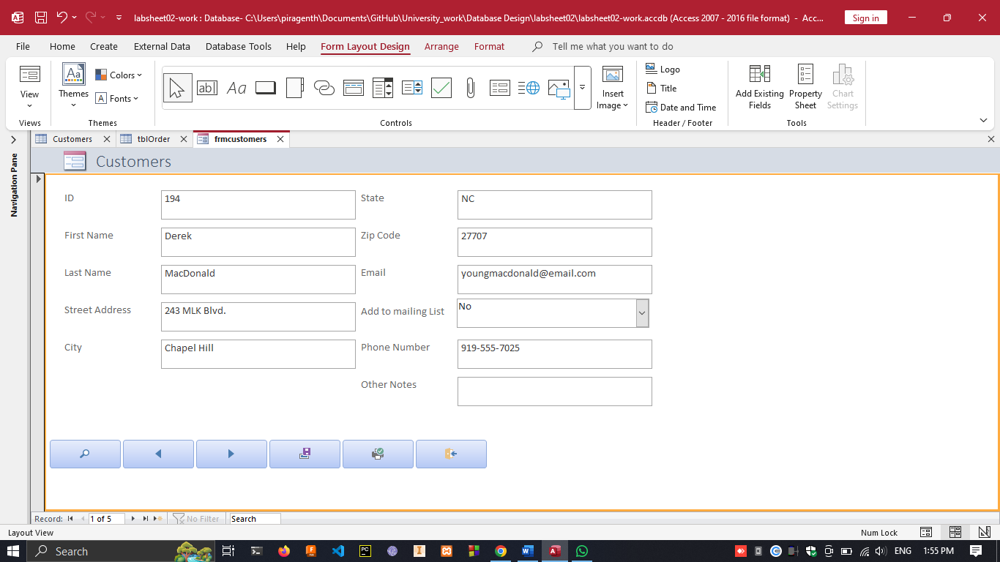 labsheet02-work : Database- C:\Users\piragenth\Documents\GitHub\University_work\Database Design\labsheet02\labsheet02-work.accdb (Access 2007 - 2016 file format) - Acc... Sign in
File Home Create External Data Database Tools Help Form Layout Design Arrange Format Tell me what you want to do
View
Views
Aa
Themes
Colors
A Fonts
Themes
ab Aa
Controls
Insert
Image
Logo
Title
Date and Time
Header / Footer
Add Existing
Fields
Property
Sheet
Chart
Settings
Tools
Navigation Pane
Customers tblOrder frmcustomers
Customers
ID 194 State NC
First Name Derek Zip Code 27707
Last Name MacDonald Email youngmacdonald@email.com
Street Address 243 MLK Blvd. Add to mailing List No
City Chapel Hill Phone Number 919-555-7025
Other Notes
Record: 1 of 5 No Filter Search
Layout View Num Lock
Search ENG 1:55 PM